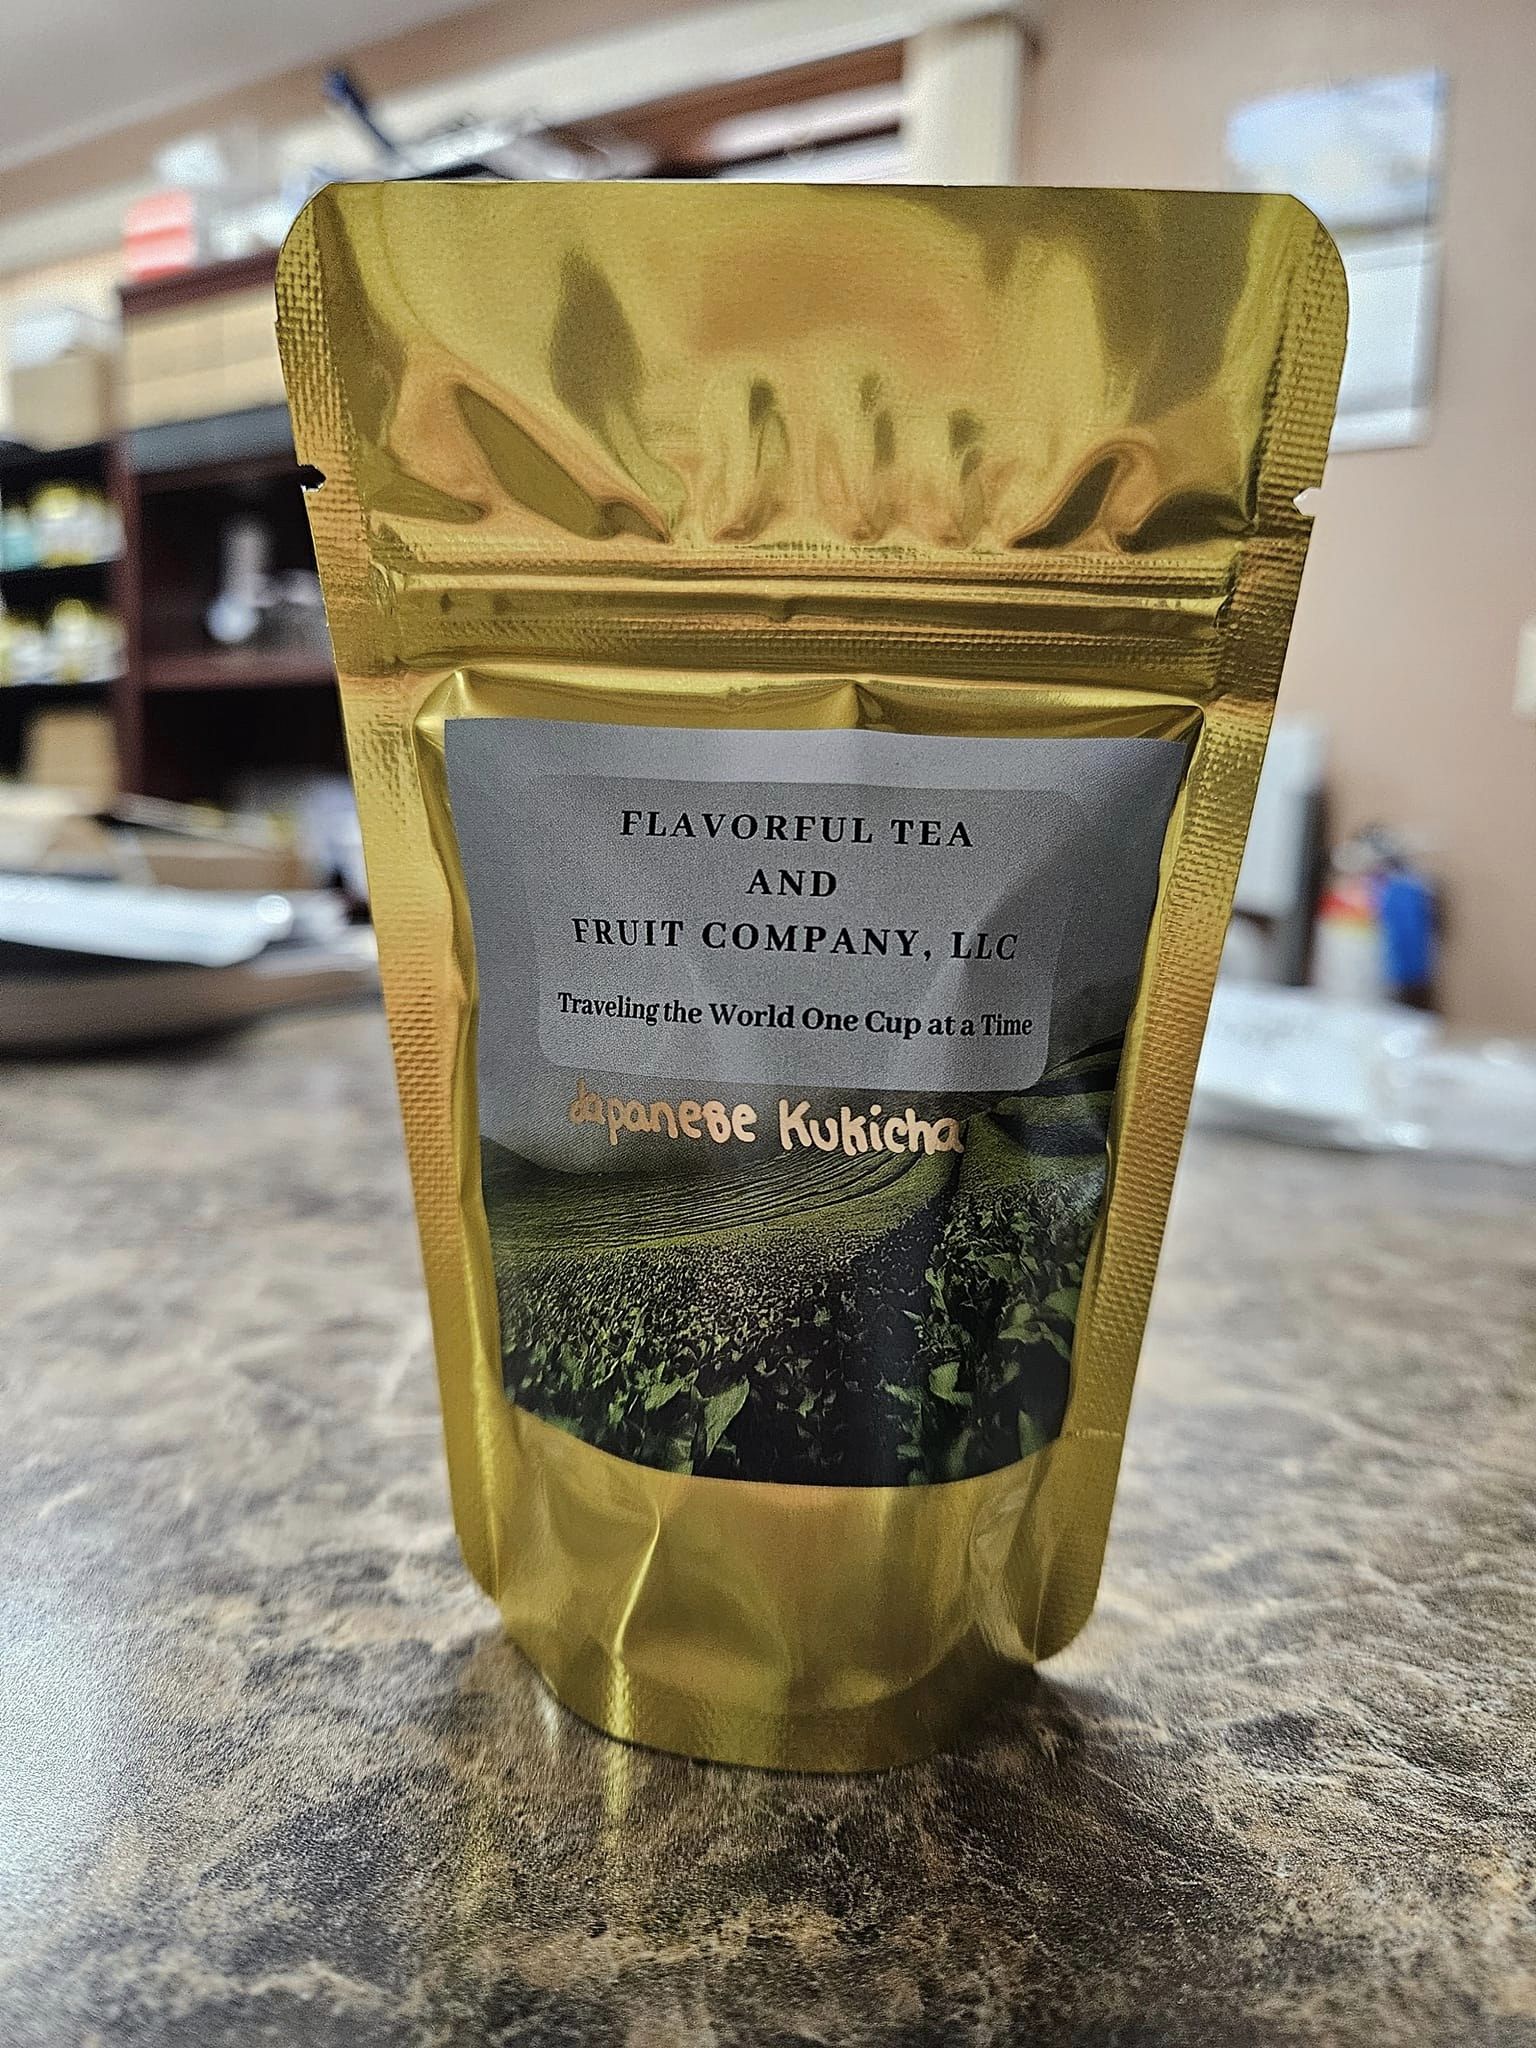 FLAVORFUL TEA
AND
FRUIT COMPANY, LLC
Traveling the World One Cup at a Time
Japanese Kukicha